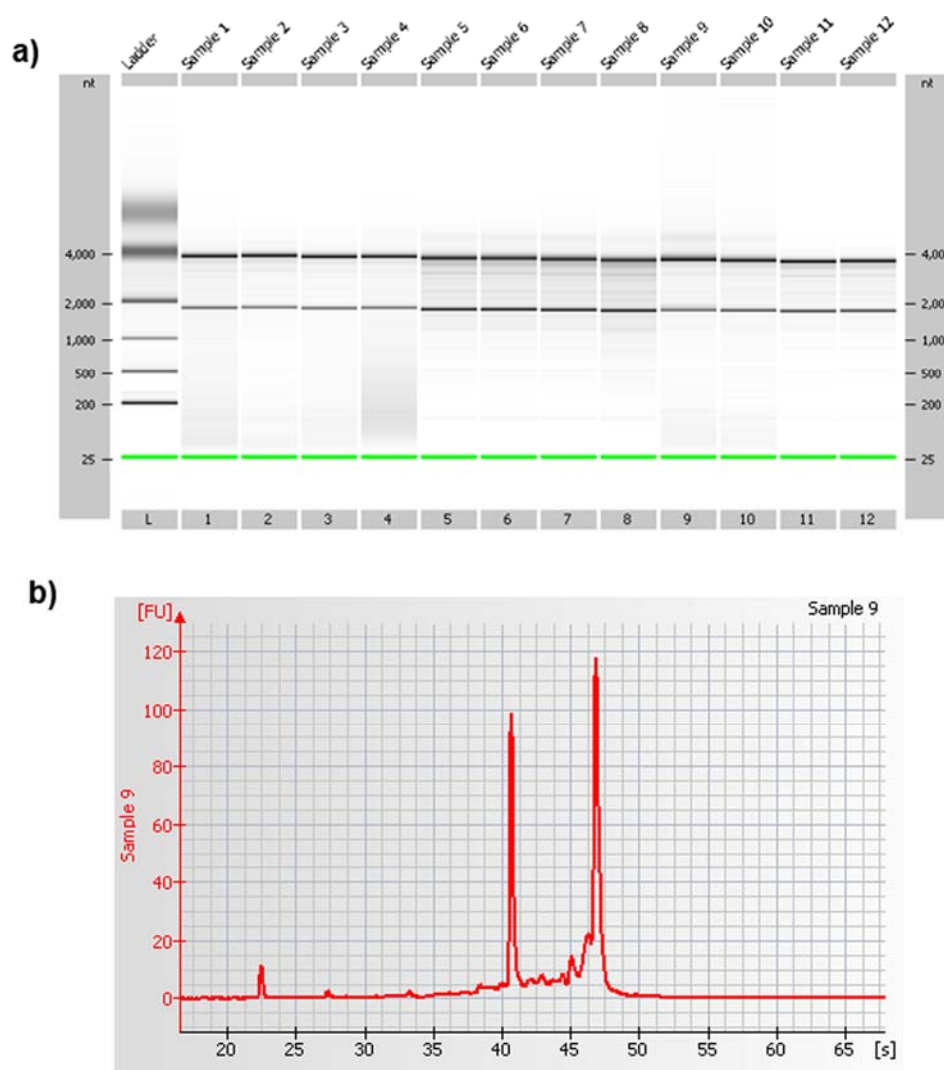 a)
Ladder Sample 1 Sample 2 Sample 3 Sample 4 Sample 5 Sample 6 Sample 7 Sample 8 Sample 9 Sample 10 Sample 11 Sample 12
nt nt
4,000 4,00
2,000 2,00
1,000 1,00
500 500
200 200
25 25
L 1 2 3 4 5 6 7 8 9 10 11 12
b)
[FU] Sample 9
120
100
80
60
40
20
0
Sample 9
20 25 30 35 40 45 50 55 60 65 [s]